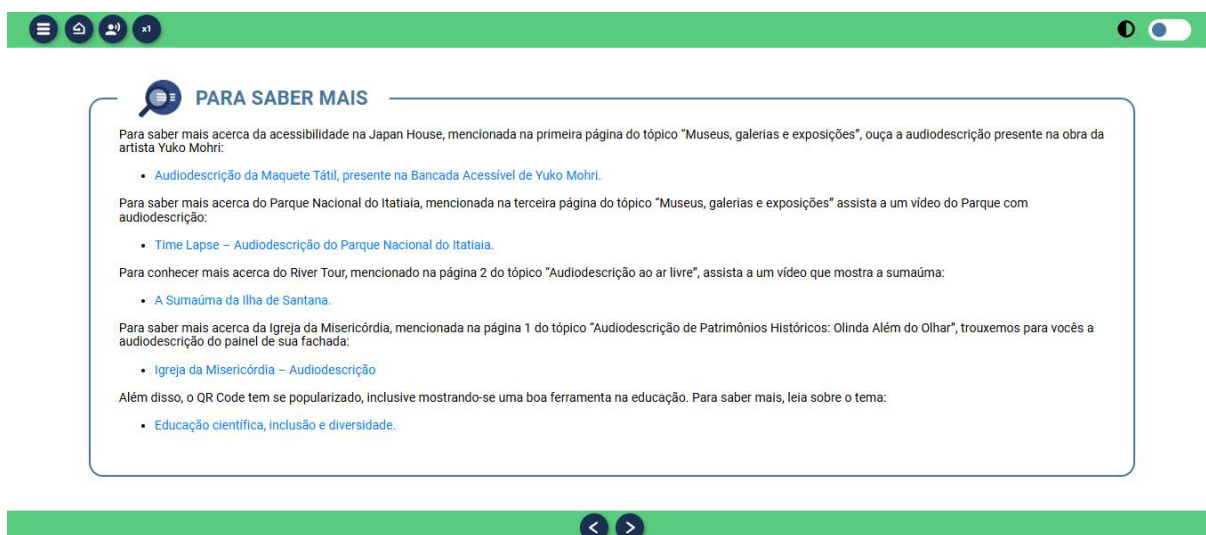 x1
PARA SABER MAIS
Para saber mais acerca da acessibilidade na Japan House, mencionada na primeira página do tópico “Museus, galerias e exposições”, ouça a audiodescrição presente na obra da
artista Yuko Mohri:
• Audiodescrição da Maquete Tátil, presente na Bancada Acessível de Yuko Mohri.
Para saber mais acerca do Parque Nacional do Itatiaia, mencionada na terceira página do tópico “Museus, galerias e exposições” assista a um vídeo do Parque com
audiodescrição:
• Time Lapse – Audiodescrição do Parque Nacional do Itatiaia.
Para conhecer mais acerca do River Tour, mencionado na página 2 do tópico “Audiodescrição ao ar livre”, assista a um vídeo que mostra a sumaúma:
• A Sumaúma da Ilha de Santana.
Para saber mais acerca da Igreja da Misericórdia, mencionada na página 1 do tópico “Audiodescrição de Patrimônios Históricos: Olinda Além do Olhar”, trouxemos para vocês a
audiodescrição do painel de sua fachada:
• Igreja da Misericórdia – Audiodescrição
Além disso, o QR Code tem se popularizado, inclusive mostrando-se uma boa ferramenta na educação. Para saber mais, leia sobre o tema:
• Educação científica, inclusão e diversidade.